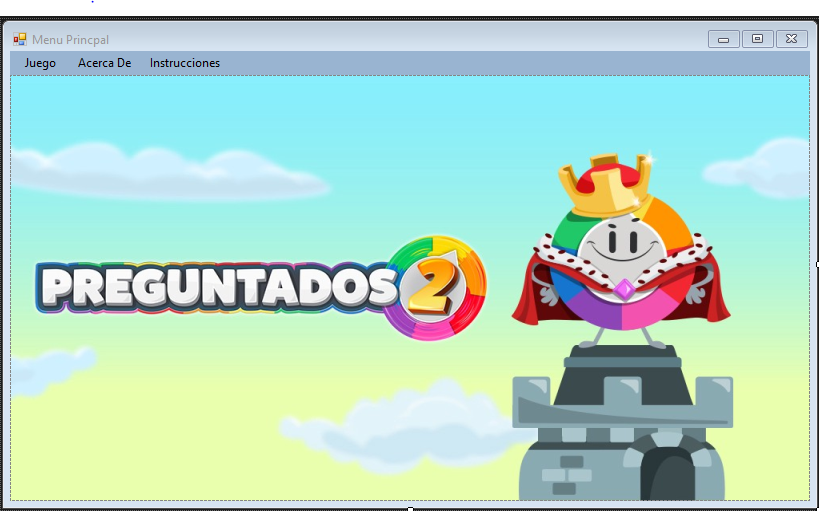 Menu Princpal
Juego Acerca De Instrucciones
PREGUNTADOS 2